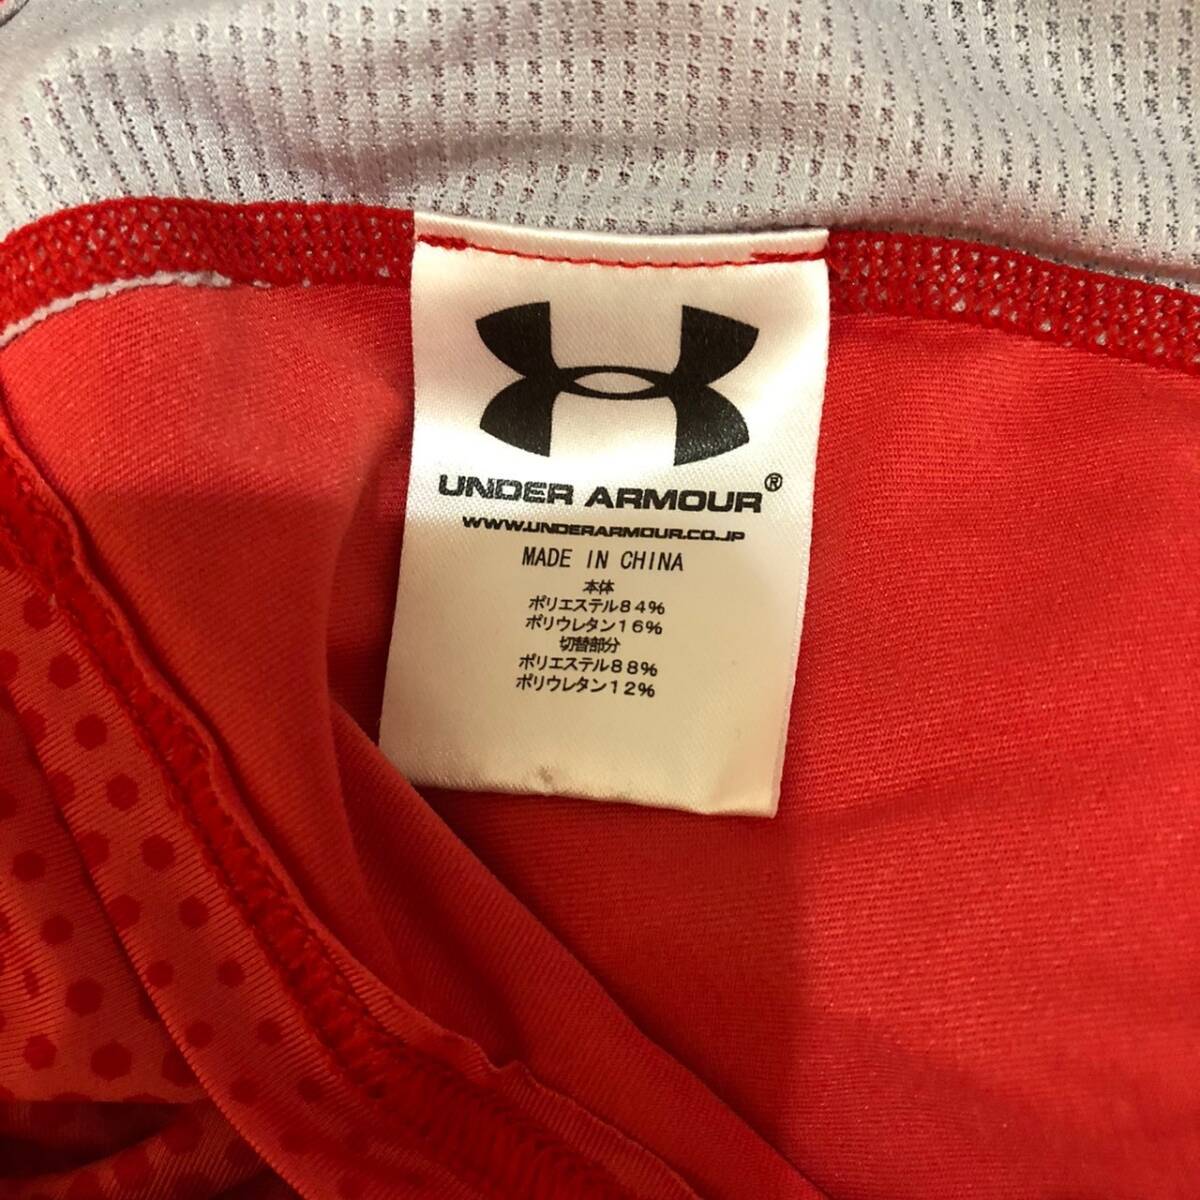 UNDER ARMOUR®
WWW.UNDERARMOUR.CO.JP
MADE IN CHINA
本体
ポリエステル84%
ポリウレタン16%
切替部分
ポリエステル88%
ポリウレタン12%